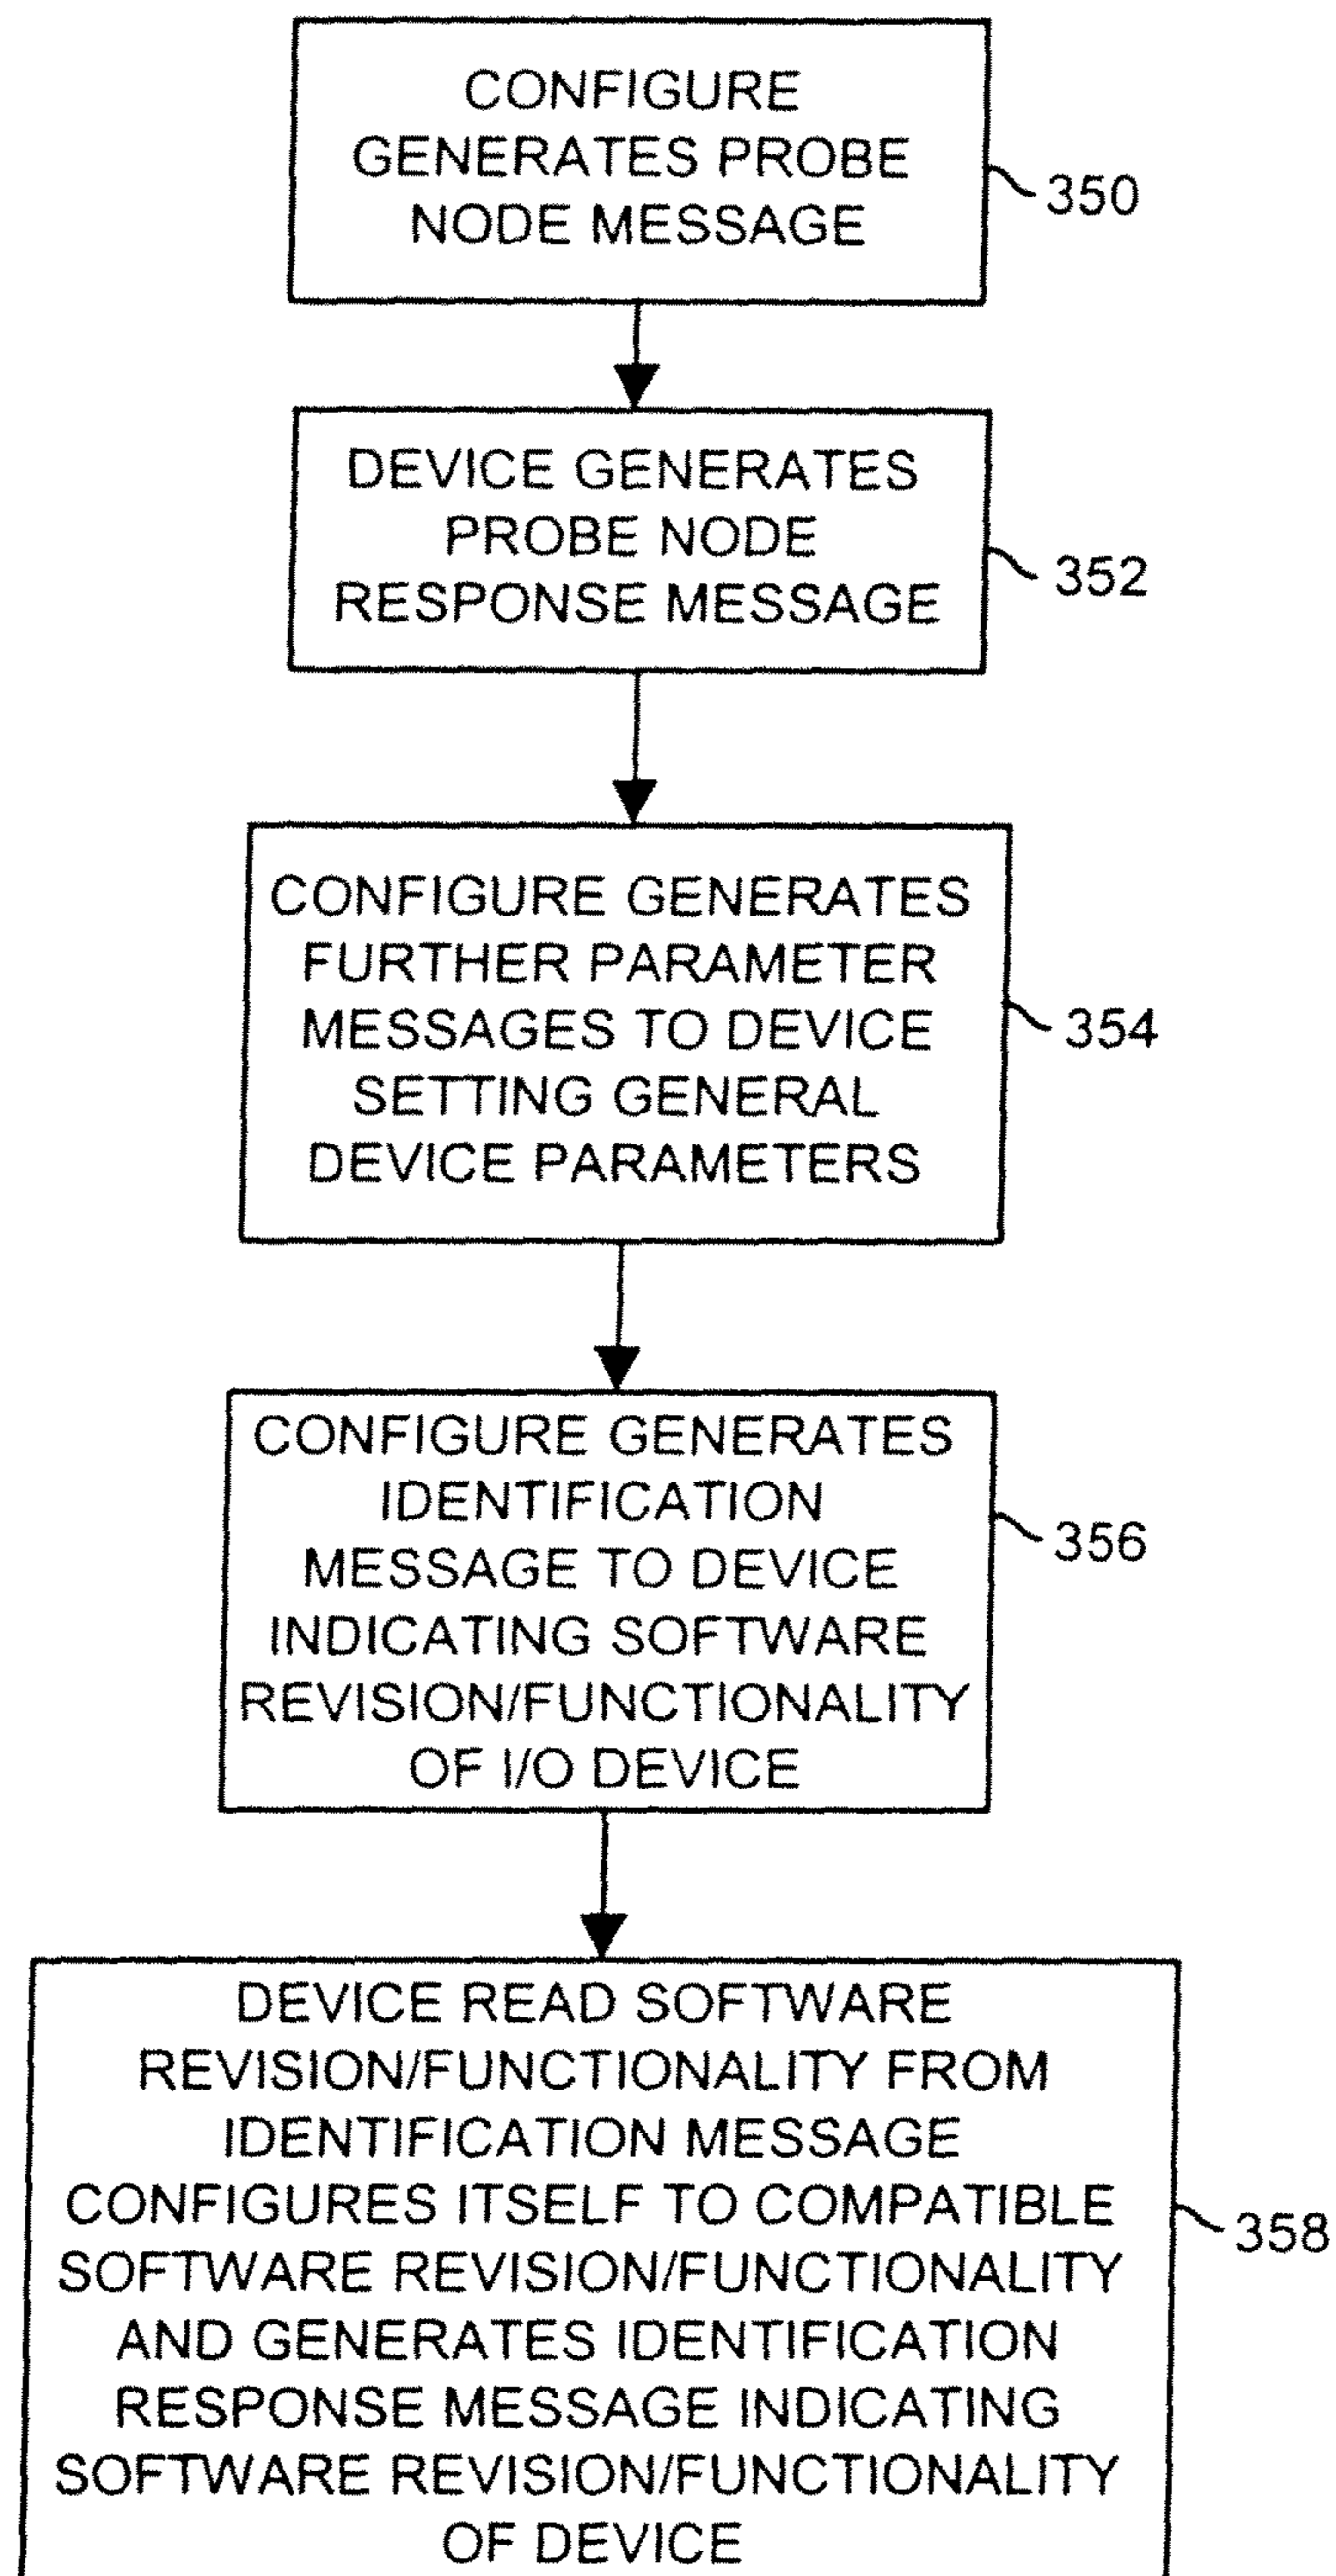 CONFIGURE
GENERATES PROBE
NODE MESSAGE
350
DEVICE GENERATES
PROBE NODE
RESPONSE MESSAGE
352
CONFIGURE GENERATES
FURTHER PARAMETER
MESSAGES TO DEVICE
SETTING GENERAL
DEVICE PARAMETERS
354
CONFIGURE GENERATES
IDENTIFICATION
MESSAGE TO DEVICE
INDICATING SOFTWARE
REVISION/FUNCTIONALITY
OF I/O DEVICE
356
DEVICE READ SOFTWARE
REVISION/FUNCTIONALITY FROM
IDENTIFICATION MESSAGE
CONFIGURES ITSELF TO COMPATIBLE
SOFTWARE REVISION/FUNCTIONALITY
AND GENERATES IDENTIFICATION
RESPONSE MESSAGE INDICATING
SOFTWARE REVISION/FUNCTIONALITY
OF DEVICE
358